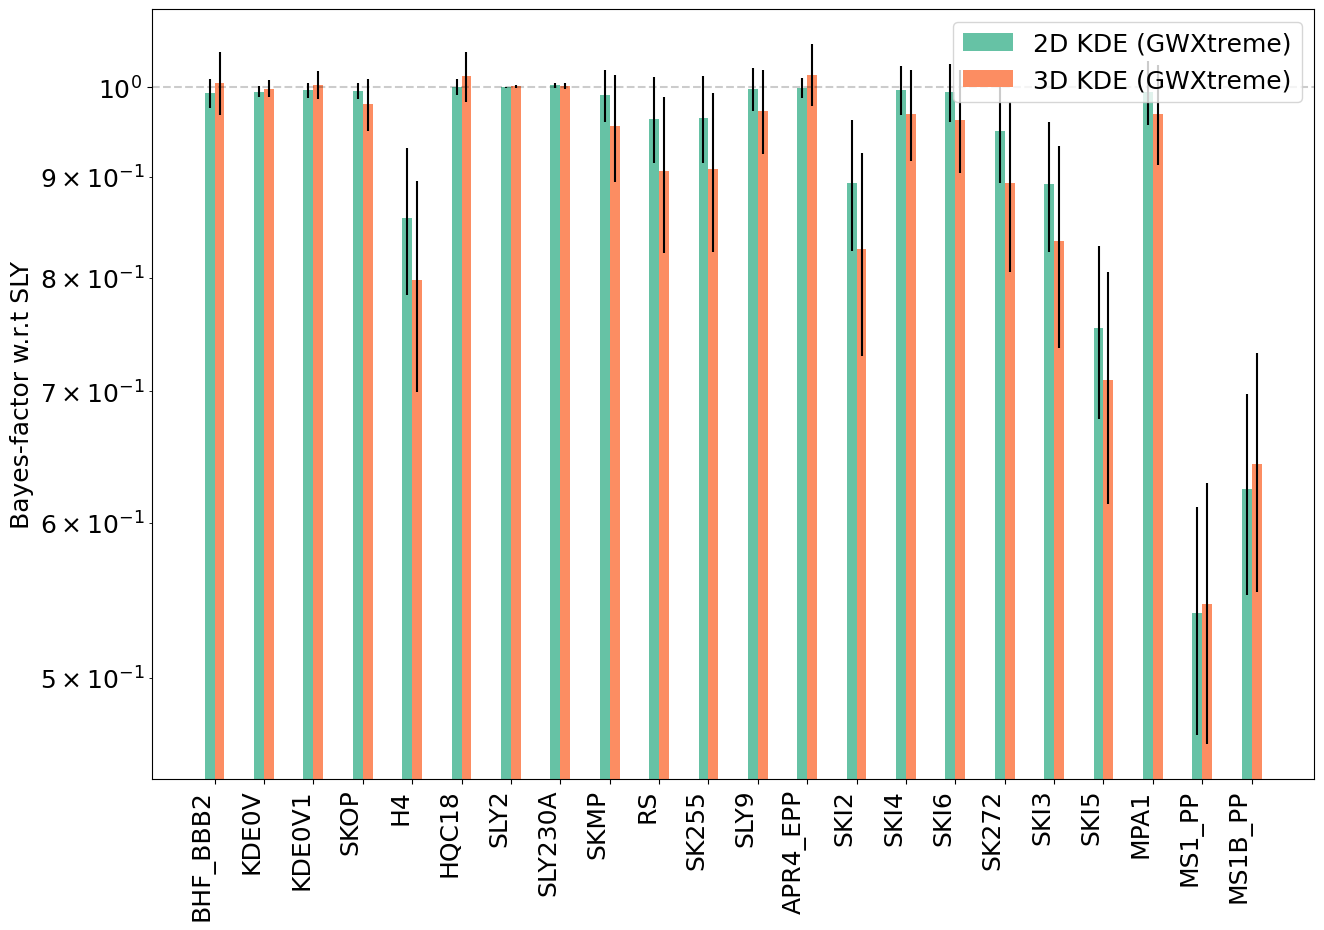 2D KDE (GWXtreme)
3D KDE (GWXtreme)
Bayes-factor w.r.t SLY
10⁰
9 × 10⁻¹
8 × 10⁻¹
7 × 10⁻¹
6 × 10⁻¹
5 × 10⁻¹
BHF_BBB2
KDE0V
KDE0V1
SKOP
H4
HQC18
SLY2
SLY230A
SKMP
RS
SK255
SLY9
APR4_EPP
SKI2
SKI4
SKI6
SK272
SKI3
SKI5
MPA1
MS1_PP
MS1B_PP